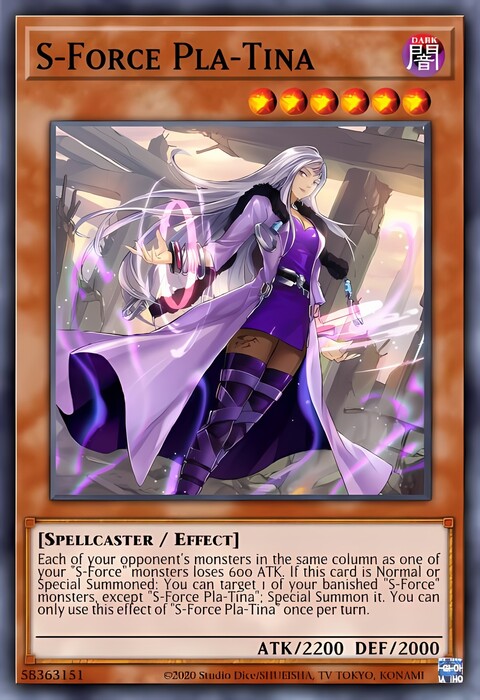 S-Force Pla-Tina
DARK
闇
[Spellcaster / Effect]
Each of your opponent's monsters in the same column as one of
your "S-Force" monsters loses 600 ATK. If this card is Normal or
Special Summoned: You can target 1 of your banished "S-Force"
monsters, except "S-Force Pla-Tina"; Special Summon it. You can
only use this effect of "S-Force Pla-Tina" once per turn.
ATK/2200 DEF/2000
58363151
©2020 Studio Dice/SHUEISHA, TV TOKYO, KONAMI